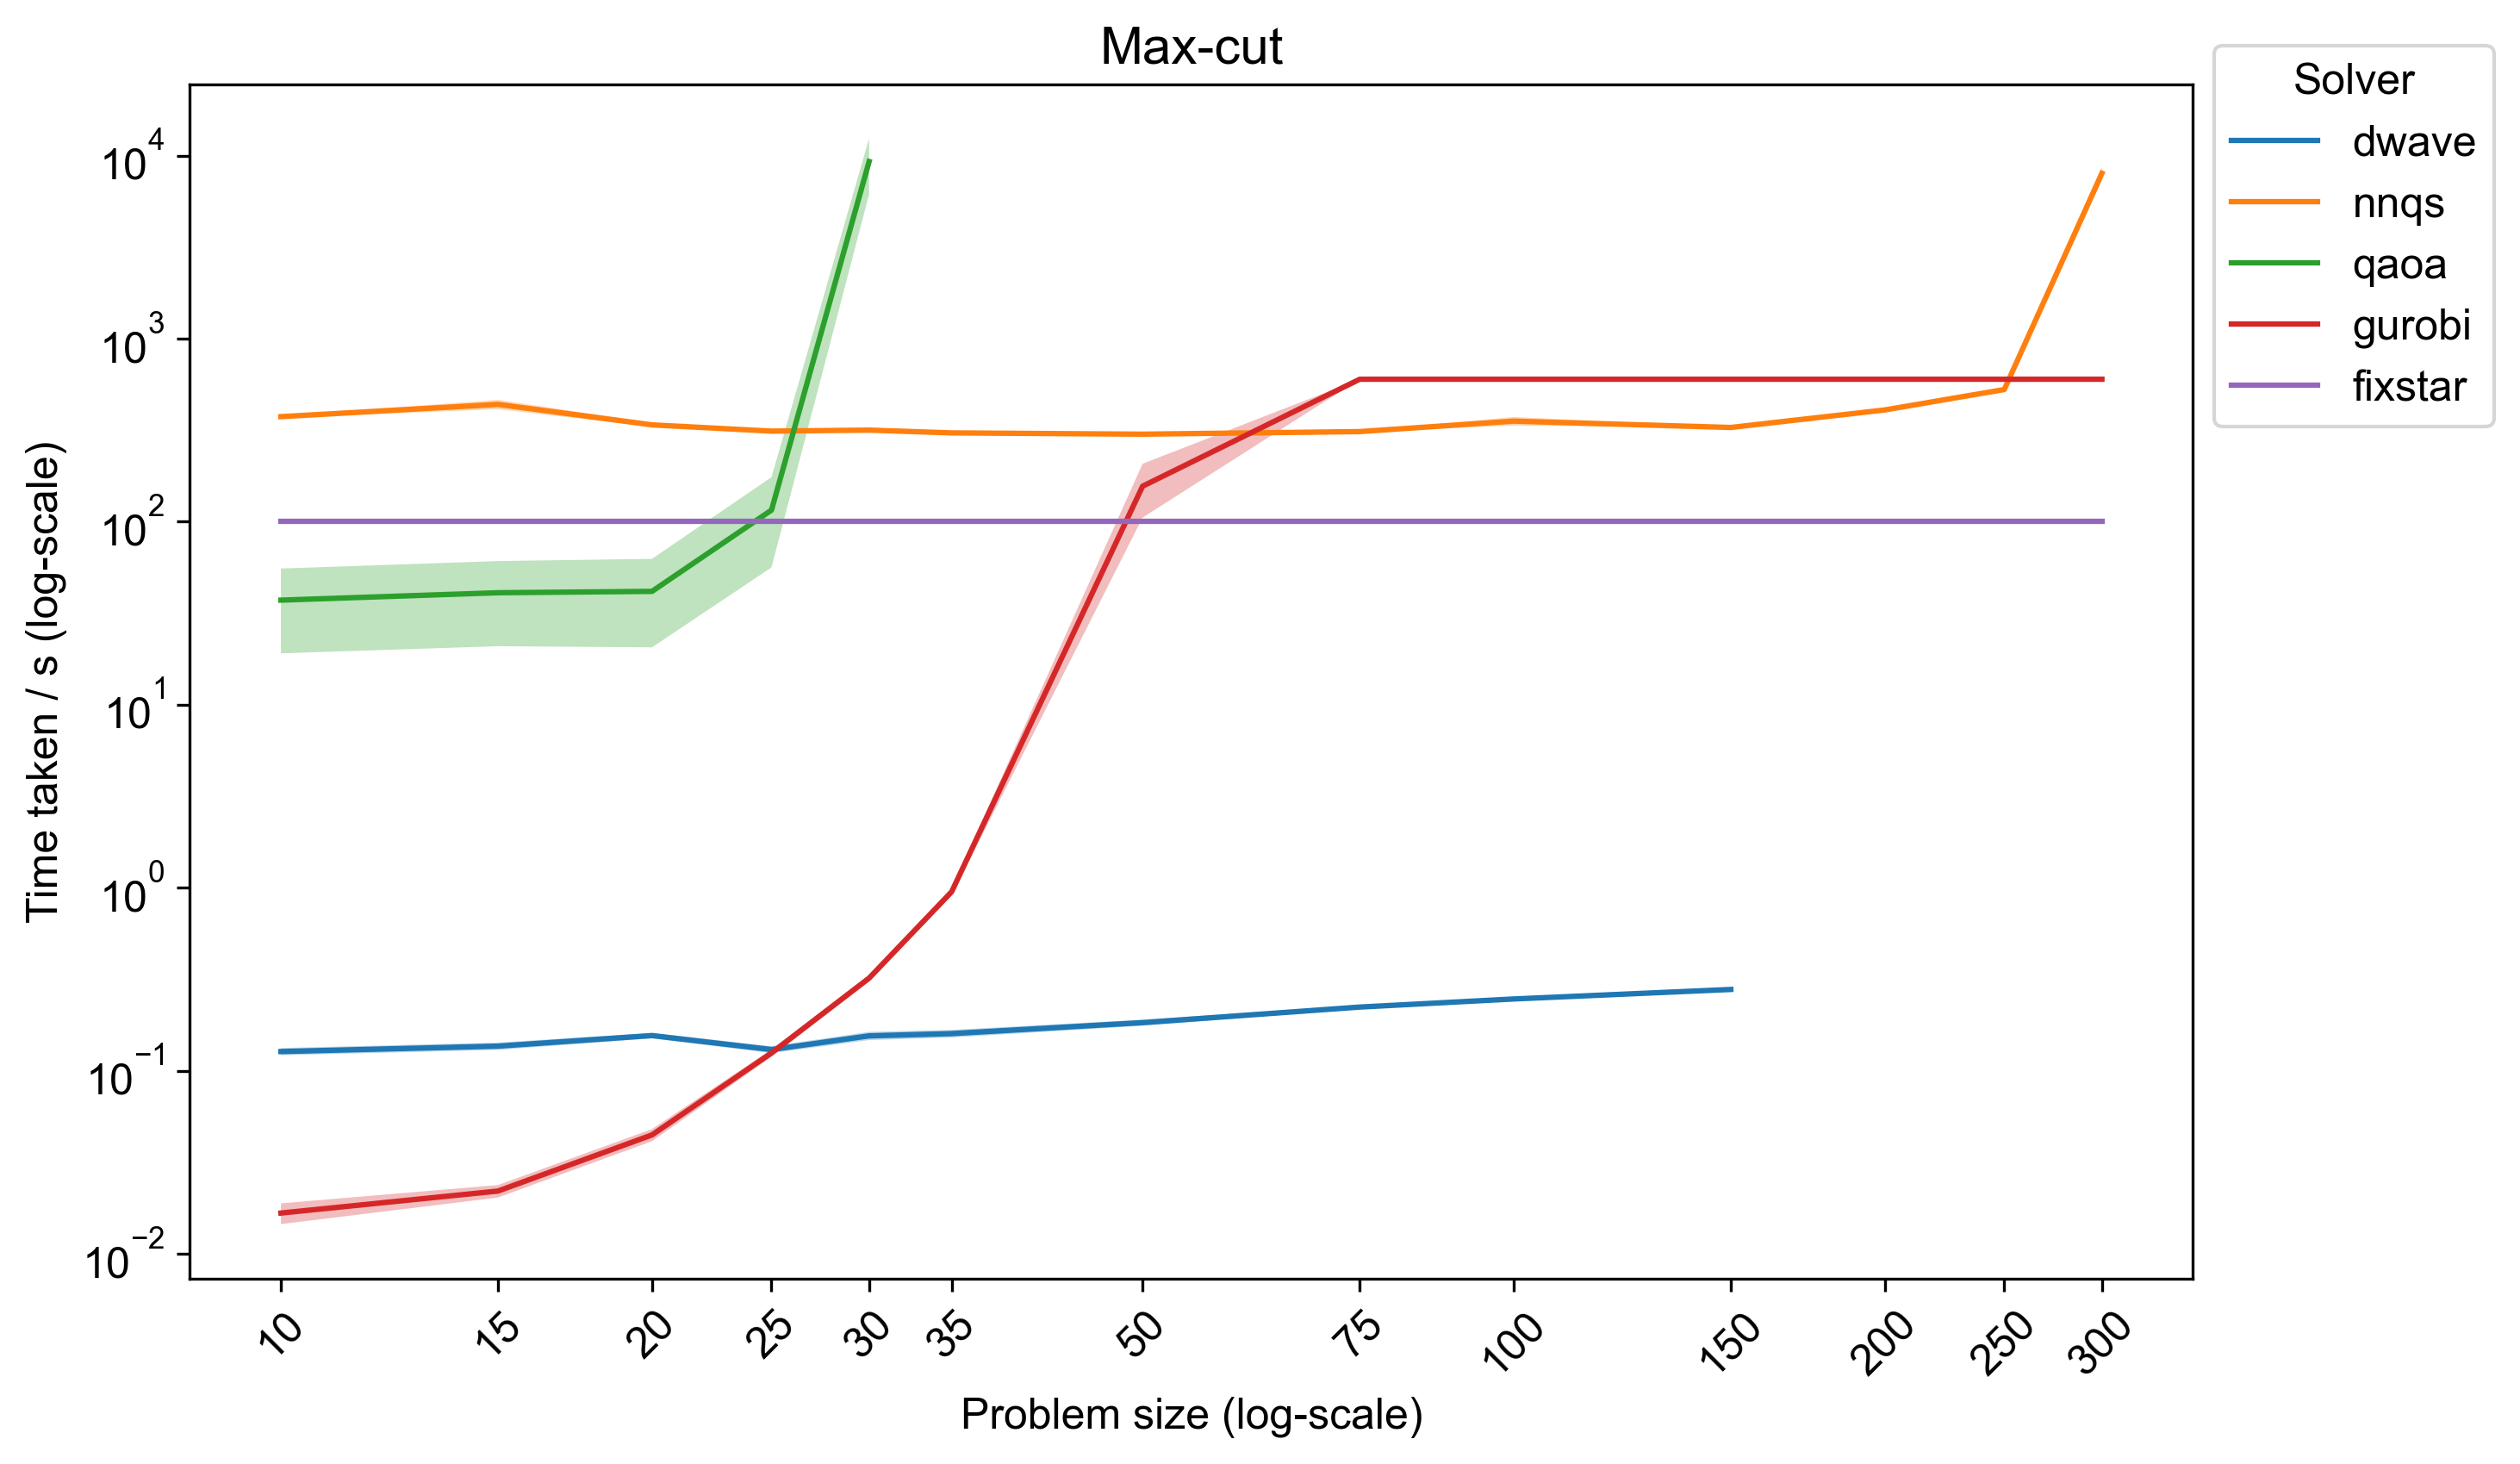 Max-cut
Solver
dwave
nnqs
qaoa
gurobi
fixstar
Time taken / s (log-scale)
10^4
10^3
10^2
10^1
10^0
10^−1
10^−2
10 15 20 25 30 35 50 75 100 150 200 250 300
Problem size (log-scale)